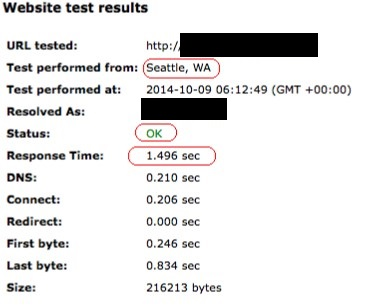 Website test results
URL tested: http:/
Test performed from: Seattle, WA
Test performed at: 2014-10-09 06:12:49 (GMT +00:00)
Resolved As:
Status: OK
Response Time: 1.496 sec
DNS: 0.210 sec
Connect: 0.206 sec
Redirect: 0.000 sec
First byte: 0.246 sec
Last byte: 0.834 sec
Size: 216213 bytes